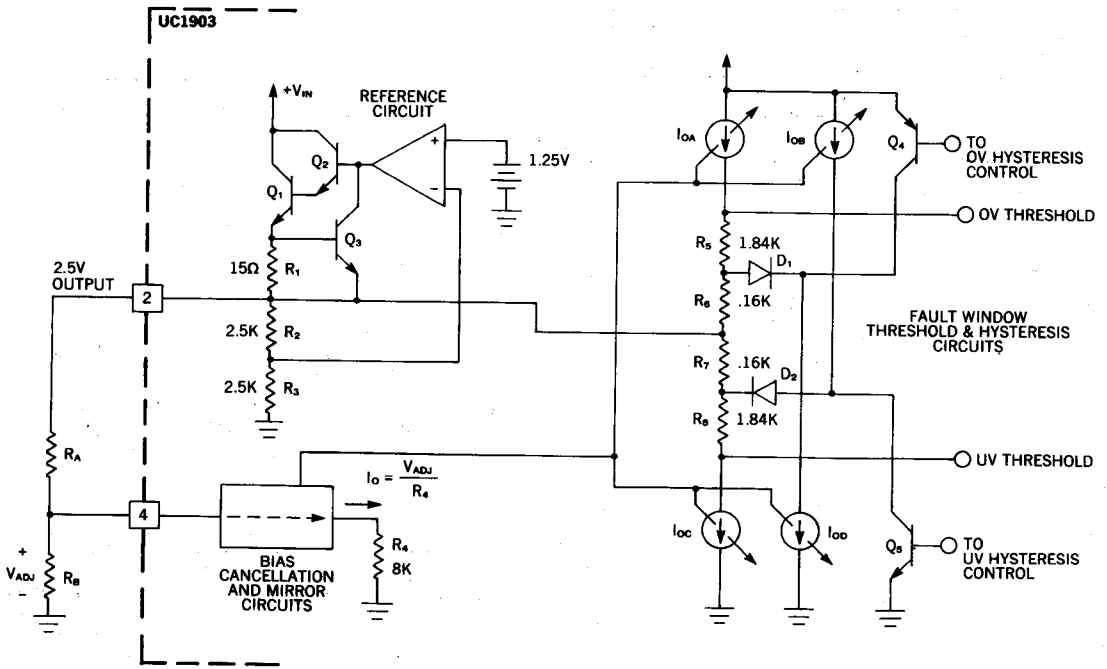 UC1903
+VIN
REFERENCE
CIRCUIT
Q2
Q1
+
−
1.25V
Q3
15Ω R1
2.5V
OUTPUT
2
2.5K R2
2.5K R3
RA
4
+
VADJ
-
RB
IO = VADJ / R4
BIAS
CANCELLATION
AND MIRROR
CIRCUITS
R4
8K
IOA
IOB
Q4
TO
OV HYSTERESIS
CONTROL
OV THRESHOLD
R5 1.84K
D1
R6 .16K
FAULT WINDOW
THRESHOLD & HYSTERESIS
CIRCUITS
R7 .16K
D2
R8 1.84K
UV THRESHOLD
IOC
IOD
Q5
TO
UV HYSTERESIS
CONTROL